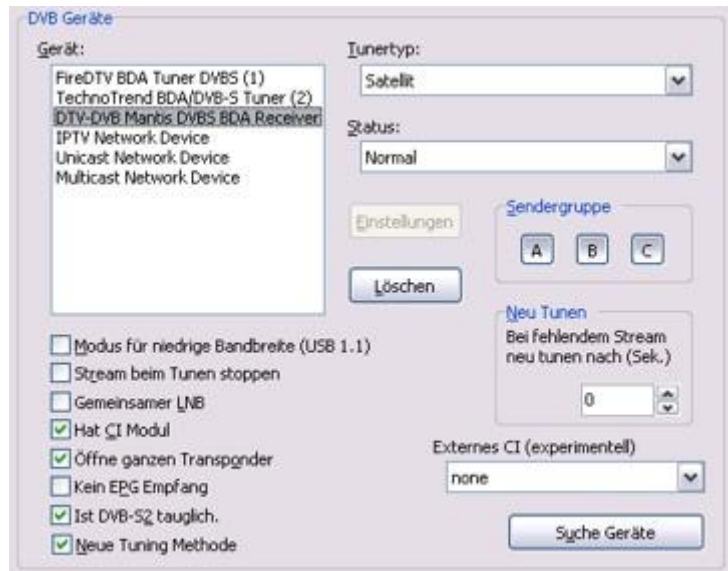 DVB Geräte
Gerät:
FireDTV BDA Tuner DVBS (1)
TechnoTrend BDA/DVB-S Tuner (2)
DTV-DVB Mantis DVBS BDA Receiver
IPTV Network Device
Unicast Network Device
Multicast Network Device
Tunertyp:
Satellit
Status:
Normal
Einstellungen
Löschen
Sendergruppe
A B C
Neu Tunen
Bei fehlendem Stream
neu tunen nach (Sek.)
0
Modus für niedrige Bandbreite (USB 1.1)
Stream beim Tunen stoppen
Gemeinsamer LNB
Hat CI Modul
Öffne ganzen Transponder
Kein EPG Empfang
Ist DVB-S2 tauglich.
Neue Tuning Methode
Externes CI (experimentell)
none
Suche Geräte